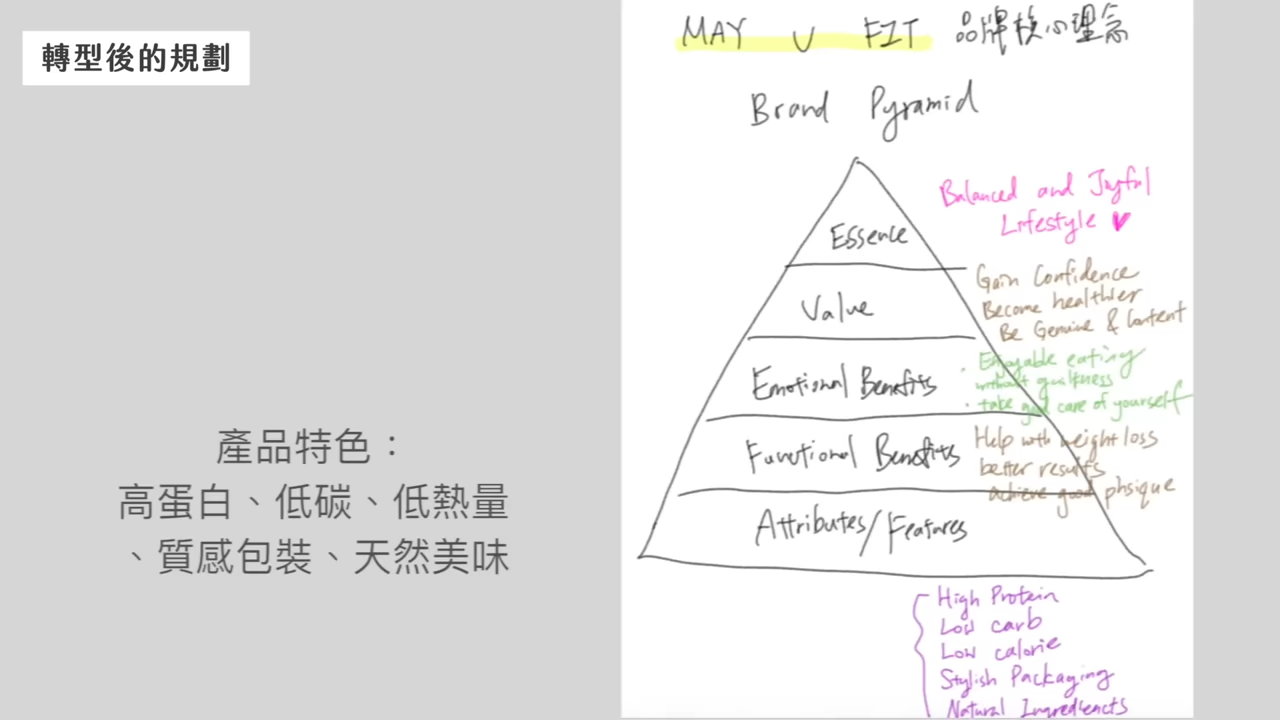 轉型後的規劃
產品特色：
高蛋白、低碳、低熱量
、質感包裝、天然美味
MAY U FIT 品牌核心理念
Brand Pyramid
Balanced and Joyful
Lifestyle ♥
Essence
Gain Confidence
Become healthier
Be Genuine & Content
Value
· Enjoyable eating
without guiltness
· take good care of yourself
Emotional Benefits
Help with weight loss
better results
achieve good phsique
Functional Benefits
Attributes/Features
High Protein
Low carb
Low calorie
Stylish Packaging
Natural Ingredients